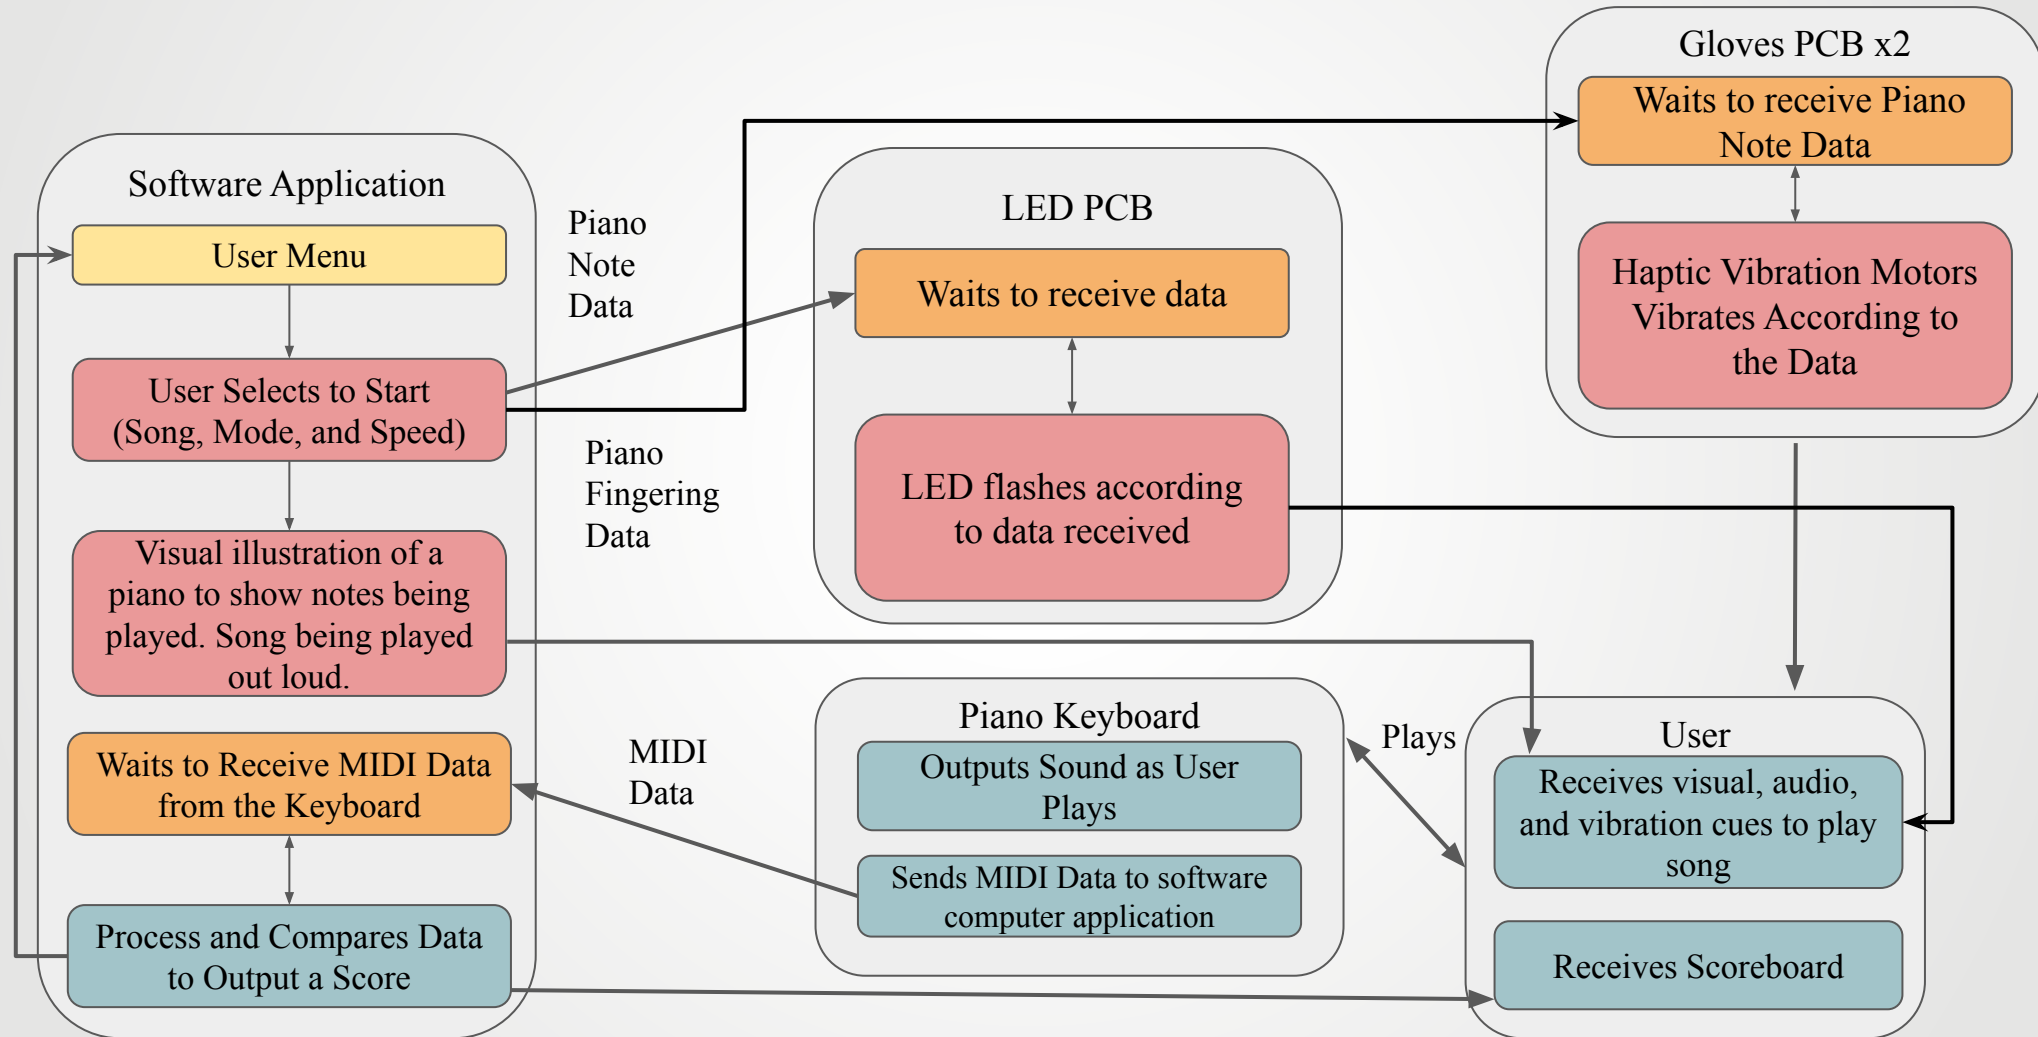 Software Application
User Menu
User Selects to Start
(Song, Mode, and Speed)
Visual illustration of a
piano to show notes being
played. Song being played
out loud.
Waits to Receive MIDI Data
from the Keyboard
Process and Compares Data
to Output a Score
Piano
Note
Data
Piano
Fingering
Data
MIDI
Data
LED PCB
Waits to receive data
LED flashes according
to data received
Piano Keyboard
Outputs Sound as User
Plays
Sends MIDI Data to software
computer application
Plays
Gloves PCB x2
Waits to receive Piano
Note Data
Haptic Vibration Motors
Vibrates According to
the Data
User
Receives visual, audio,
and vibration cues to play
song
Receives Scoreboard